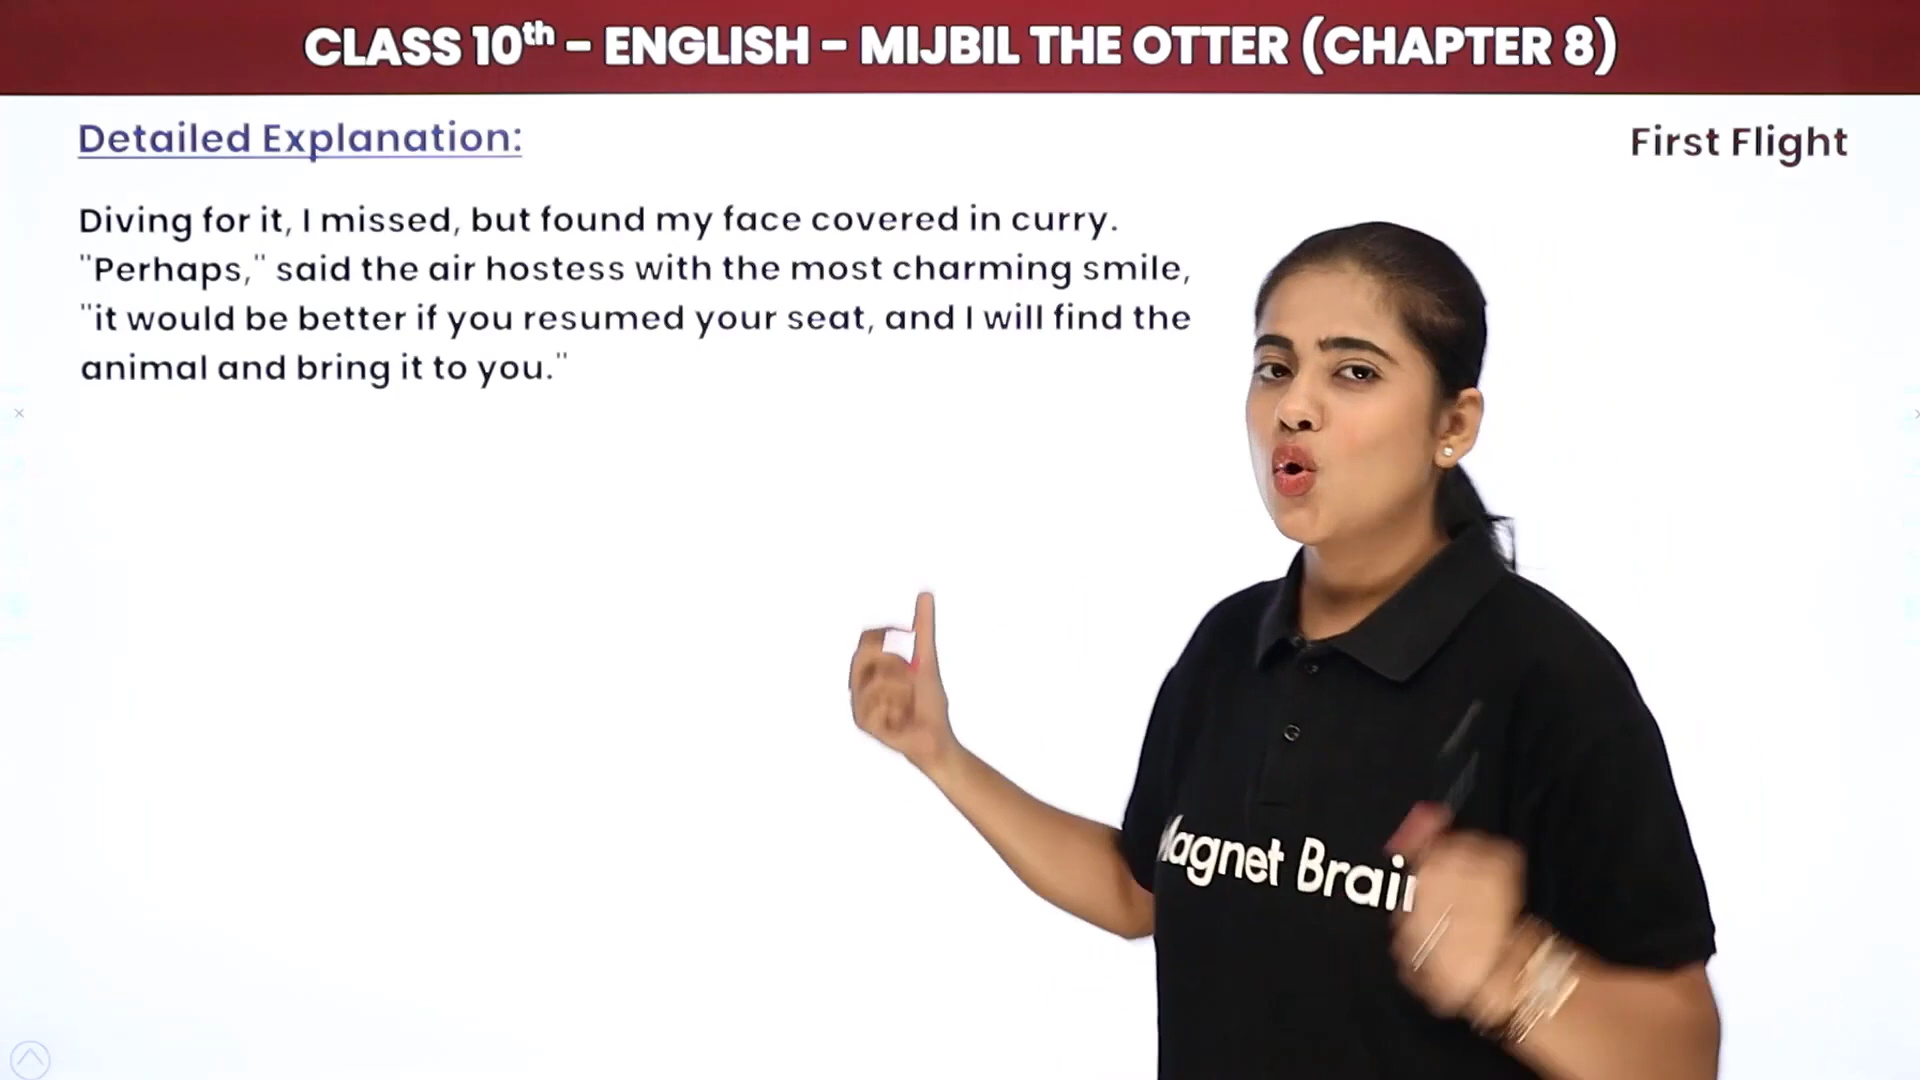 CLASS 10th – ENGLISH – MIJBIL THE OTTER (CHAPTER 8)
Detailed Explanation:
First Flight
Diving for it, I missed, but found my face covered in curry.
"Perhaps," said the air hostess with the most charming smile,
"it would be better if you resumed your seat, and I will find the
animal and bring it to you."
Magnet Brain